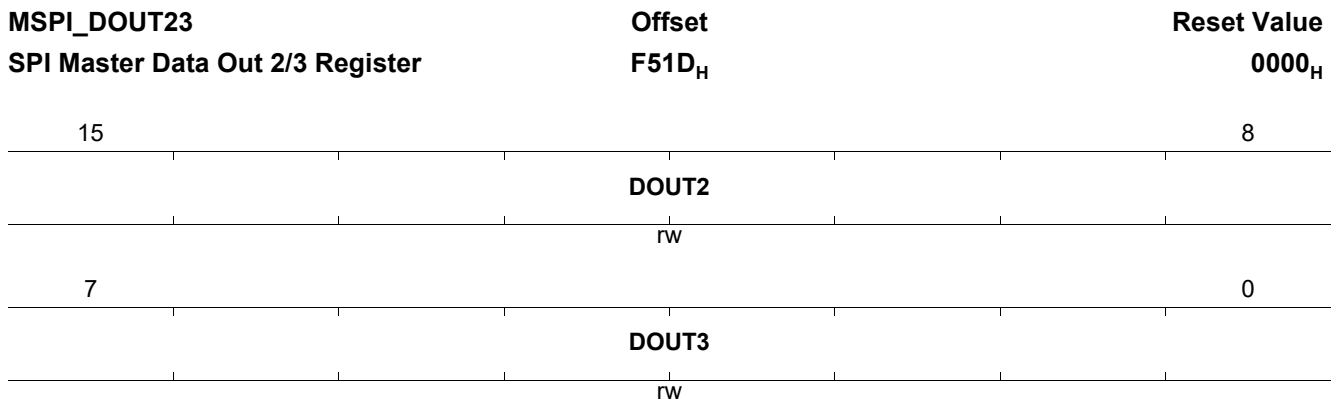 MSPI_DOUT23 Offset Reset Value
SPI Master Data Out 2/3 Register F51DH 0000H
15 8
DOUT2
rw
7 0
DOUT3
rw